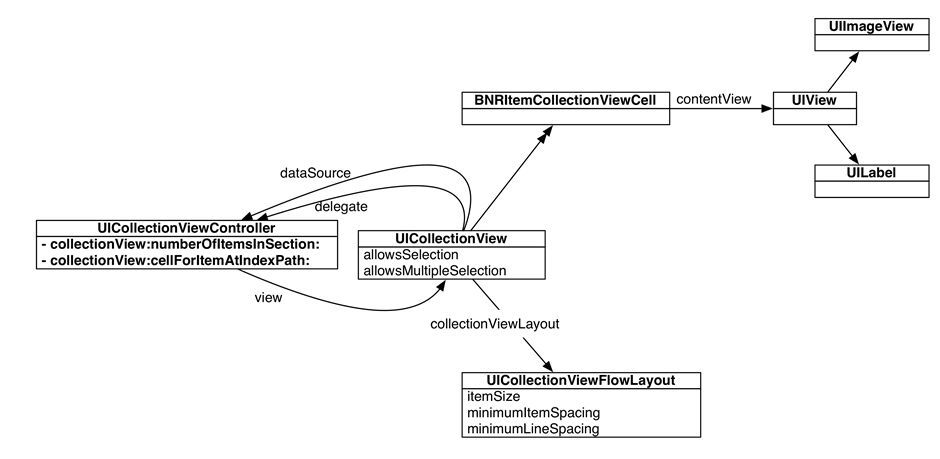 UIImageView
BNRItemCollectionViewCell
contentView
UIView
dataSource
UILabel
delegate
UICollectionViewController
- collectionView:numberOfItemsInSection:
- collectionView:cellForItemAtIndexPath:
UICollectionView
allowsSelection
allowsMultipleSelection
view
collectionViewLayout
UICollectionViewFlowLayout
itemSize
minimumItemSpacing
minimumLineSpacing